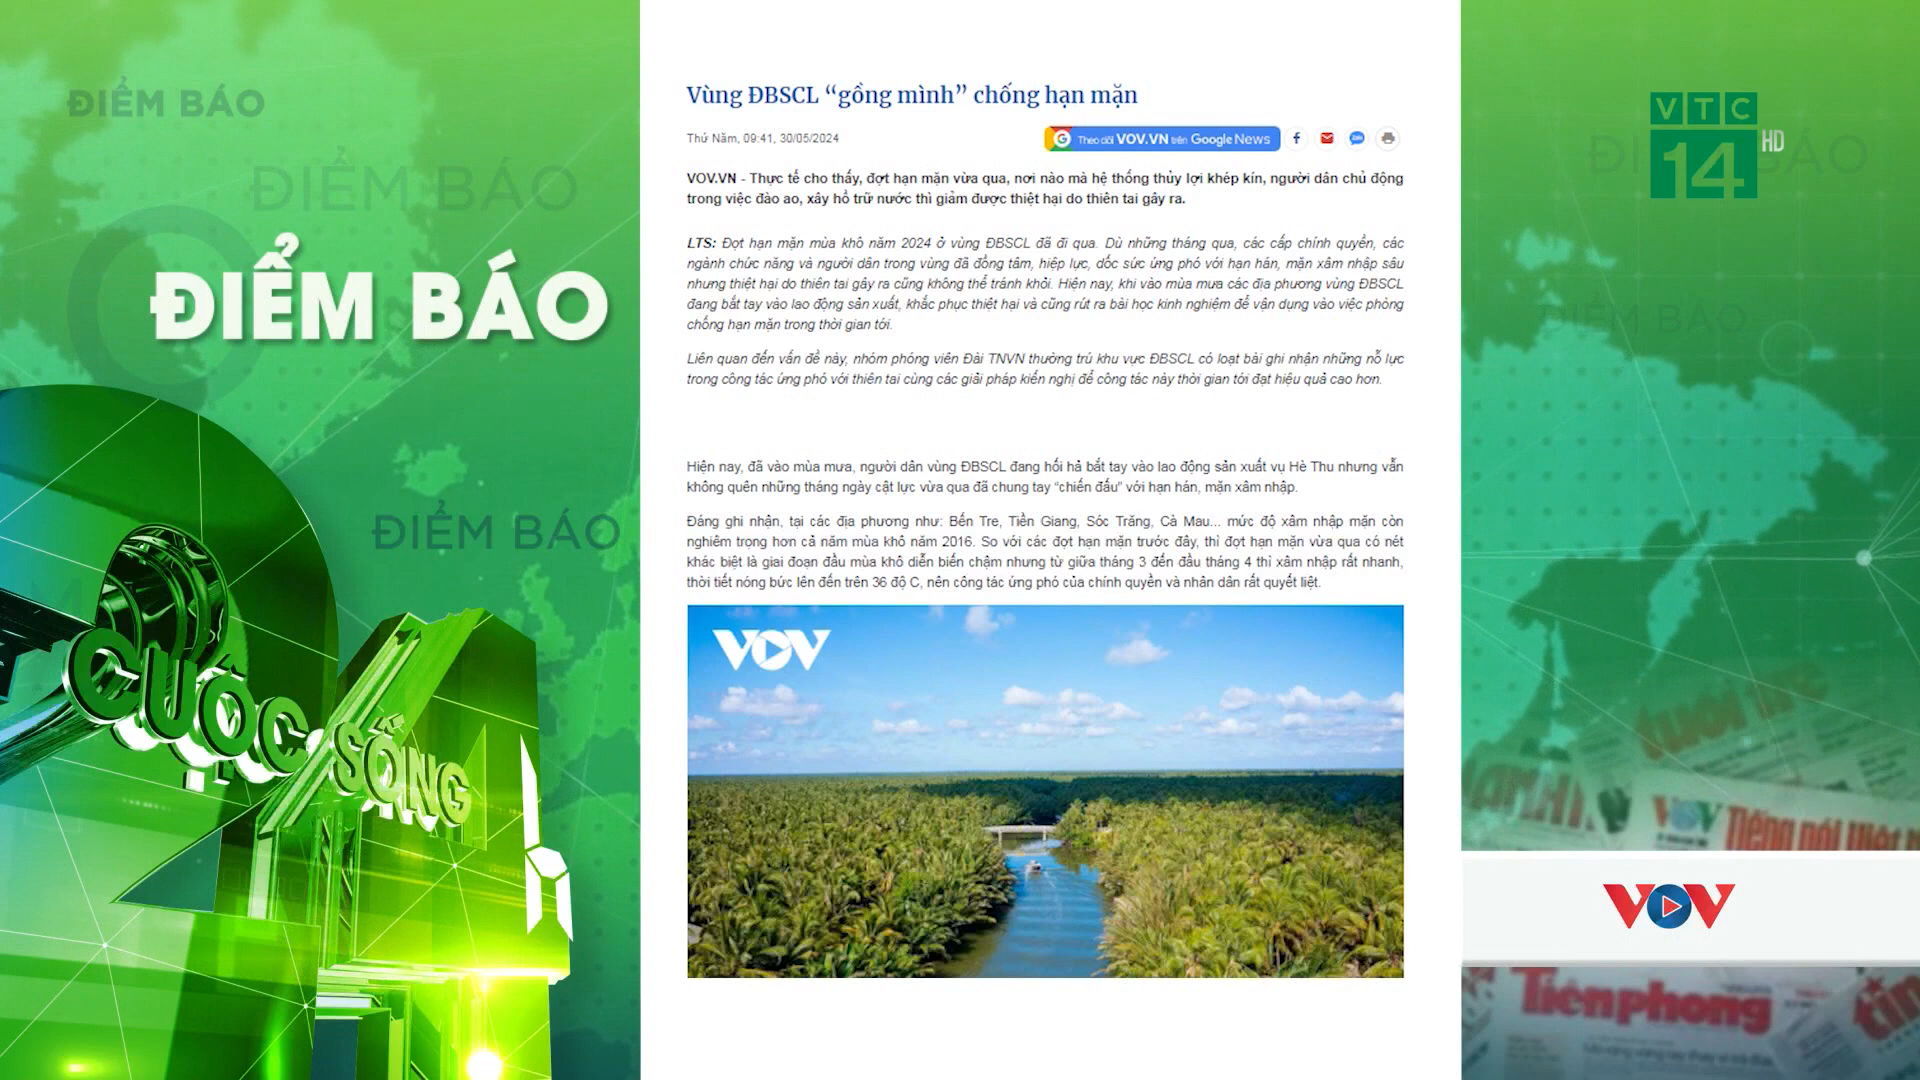 ĐIỂM BÁO
ĐIỂM BÁO
ĐIỂM BÁO
ĐIỂM BÁO
CUỘC SỐNG
24h
Vùng ĐBSCL “gồng mình” chống hạn mặn
Thứ Năm, 09:41, 30/05/2024
Theo dõi VOV.VN trên Google News
Zalo
VOV.VN - Thực tế cho thấy, đợt hạn mặn vừa qua, nơi nào mà hệ thống thủy lợi khép kín, người dân chủ động
trong việc đào ao, xây hồ trữ nước thì giảm được thiệt hại do thiên tai gây ra.
LTS: Đợt hạn mặn mùa khô năm 2024 ở vùng ĐBSCL đã đi qua. Dù những tháng qua, các cấp chính quyền, các
ngành chức năng và người dân trong vùng đã đồng tâm, hiệp lực, dốc sức ứng phó với hạn hán, mặn xâm nhập sâu
nhưng thiệt hại do thiên tai gây ra cũng không thể tránh khỏi. Hiện nay, khi vào mùa mưa các địa phương vùng ĐBSCL
đang bắt tay vào lao động sản xuất, khắc phục thiệt hại và cũng rút ra bài học kinh nghiệm để vận dụng vào việc phòng
chống hạn mặn trong thời gian tới.
Liên quan đến vấn đề này, nhóm phóng viên Đài TNVN thường trú khu vực ĐBSCL có loạt bài ghi nhận những nỗ lực
trong công tác ứng phó với thiên tai cùng các giải pháp kiến nghị để công tác này thời gian tới đạt hiệu quả cao hơn.
Hiện nay, đã vào mùa mưa, người dân vùng ĐBSCL đang hối hả bắt tay vào lao động sản xuất vụ Hè Thu nhưng vẫn
không quên những tháng ngày cật lực vừa qua đã chung tay “chiến đấu” với hạn hán, mặn xâm nhập.
Đáng ghi nhận, tại các địa phương như: Bến Tre, Tiền Giang, Sóc Trăng, Cà Mau... mức độ xâm nhập mặn còn
nghiêm trọng hơn cả năm mùa khô năm 2016. So với các đợt hạn mặn trước đây, thì đợt hạn mặn vừa qua có nét
khác biệt là giai đoạn đầu mùa khô diễn biến chậm nhưng từ giữa tháng 3 đến đầu tháng 4 thì xâm nhập rất nhanh,
thời tiết nóng bức lên đến trên 36 độ C, nên công tác ứng phó của chính quyền và nhân dân rất quyết liệt.
VOV
VTC
14
HD
ĐIỂM BÁO
ĐIỂM BÁO
VOV Tiếng nói Việt
VOV
Tiền phong